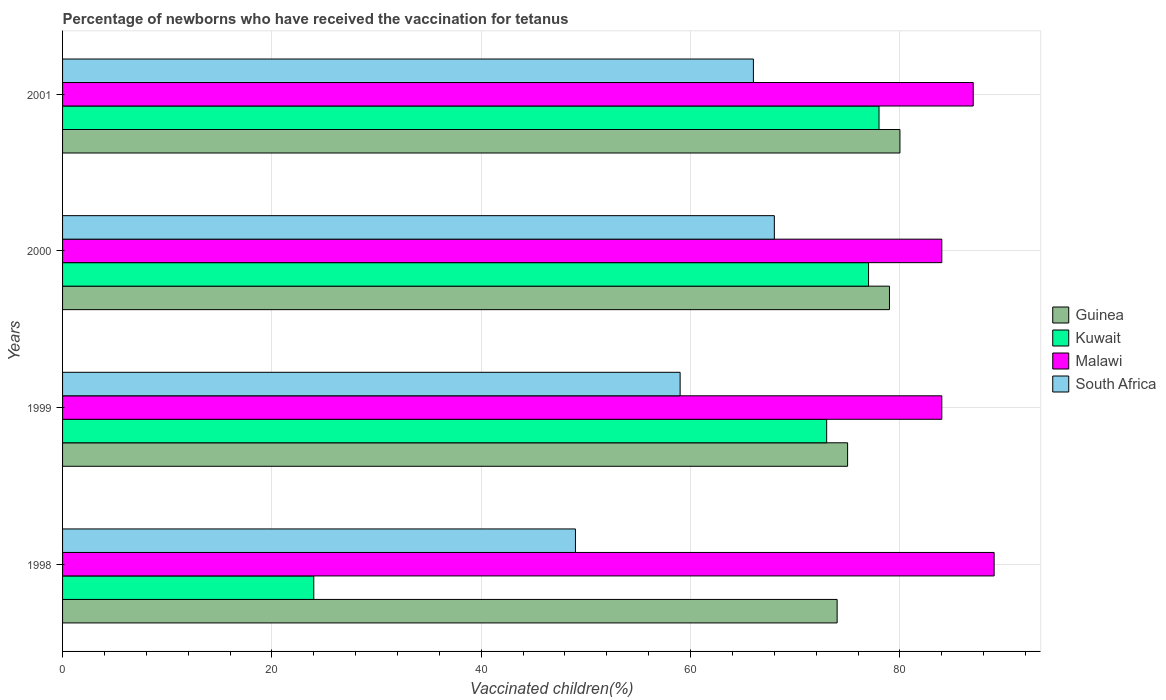 Percentage of newborns who have received the vaccination for tetanus
2001
2000
1999
1998
Years
0
20
40
60
80
Vaccinated children(%)
Guinea
Kuwait
Malawi
South Africa